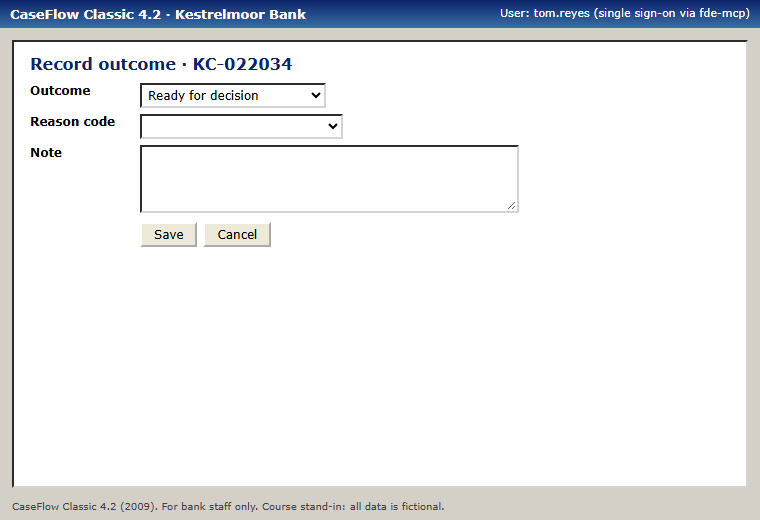 CaseFlow Classic 4.2 · Kestrelmoor Bank
User: tom.reyes (single sign-on via fde-mcp)
Record outcome · KC-022034
Outcome
Ready for decision
Reason code
Note
Save
Cancel
CaseFlow Classic 4.2 (2009). For bank staff only. Course stand-in: all data is fictional.